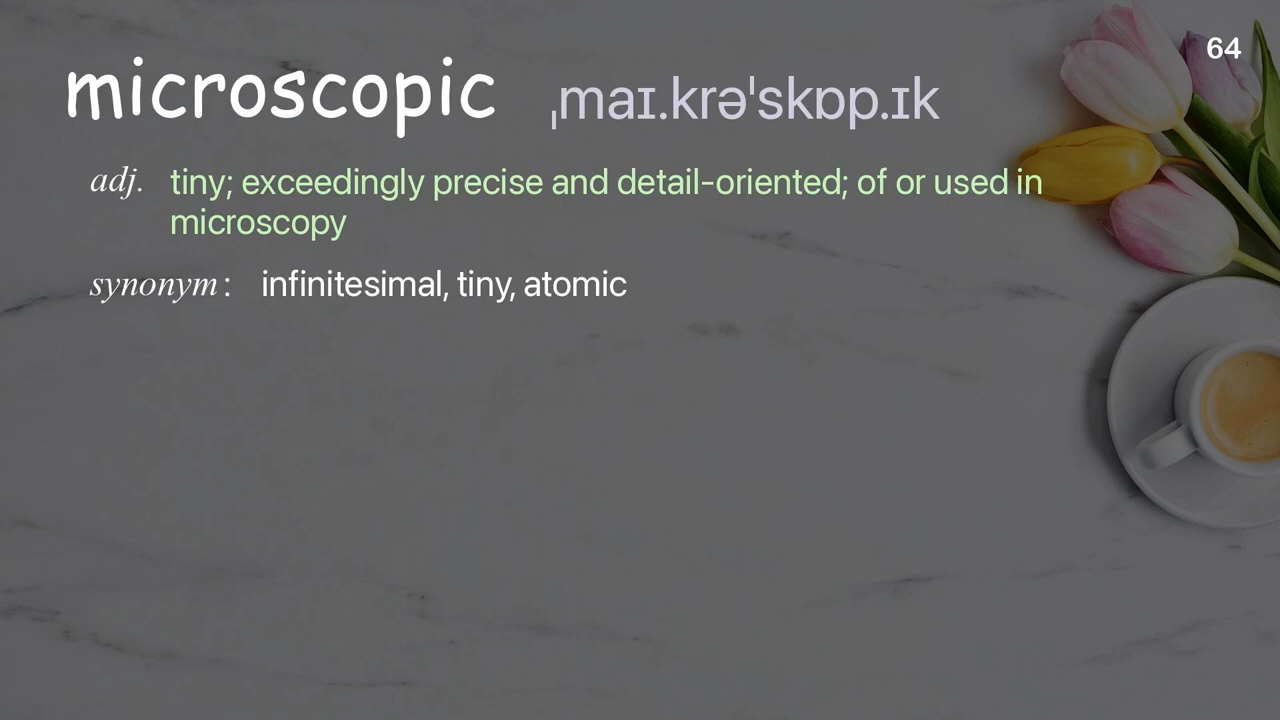 64
microscopic ˌmaɪ.krəˈskɒp.ɪk
adj. tiny; exceedingly precise and detail-oriented; of or used in
microscopy
synonym: infinitesimal, tiny, atomic